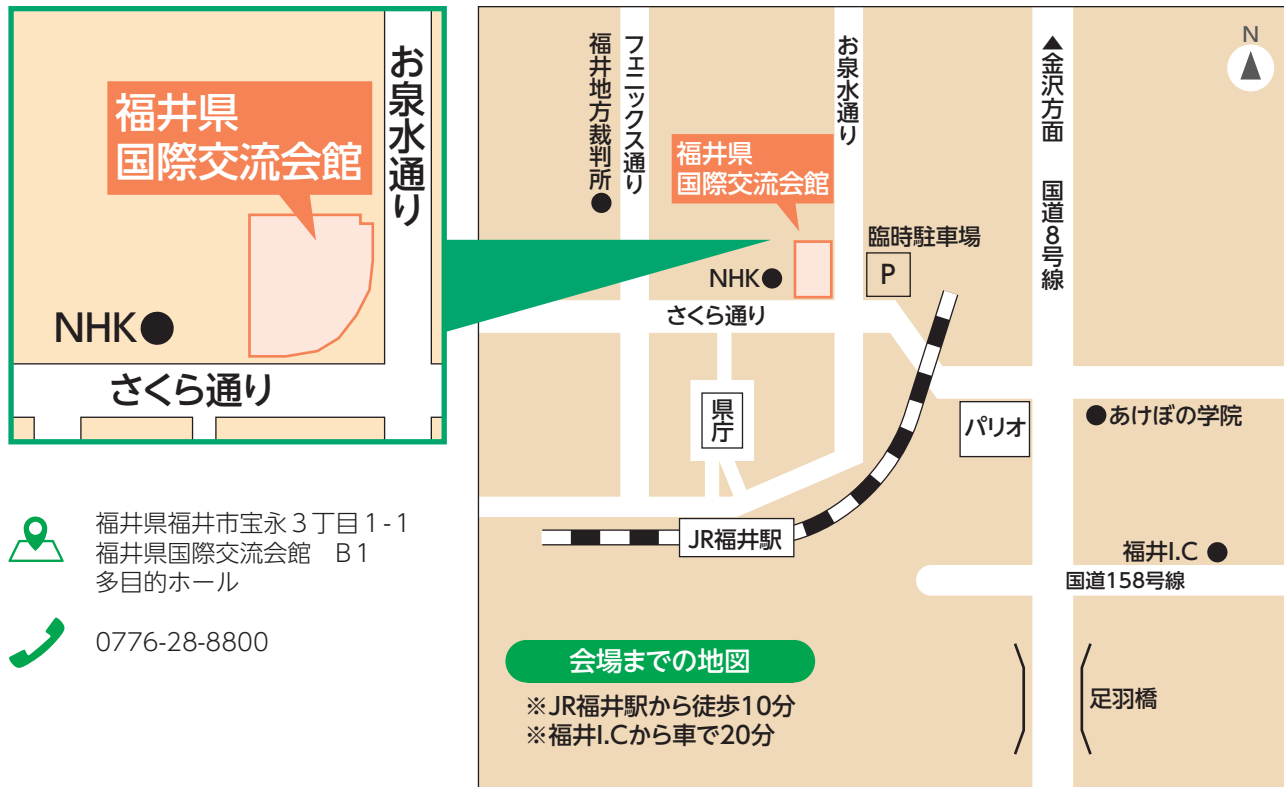 福井県
国際交流会館
お泉水通り
NHK
さくら通り
福井県福井市宝永3丁目1-1
福井県国際交流会館　B1
多目的ホール
0776-28-8800
福井地方裁判所
フェニックス通り
お泉水通り
▲金沢方面
国道8号線
N
福井県
国際交流会館
臨時駐車場
P
NHK
さくら通り
県庁
パリオ
あけぼの学院
JR福井駅
福井I.C
国道158号線
足羽橋
会場までの地図
※JR福井駅から徒歩10分
※福井I.Cから車で20分